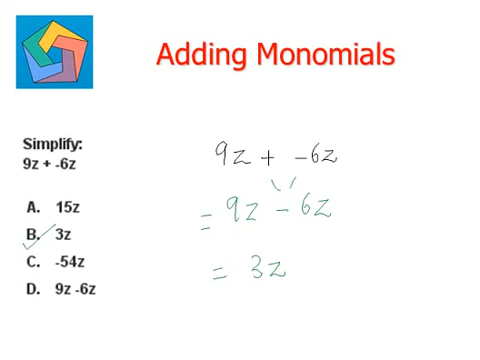 Adding Monomials
Simplify:
9z + -6z
A. 15z
B. 3z
C. -54z
D. 9z -6z
9z + -6z
= 9z - 6z
= 3z